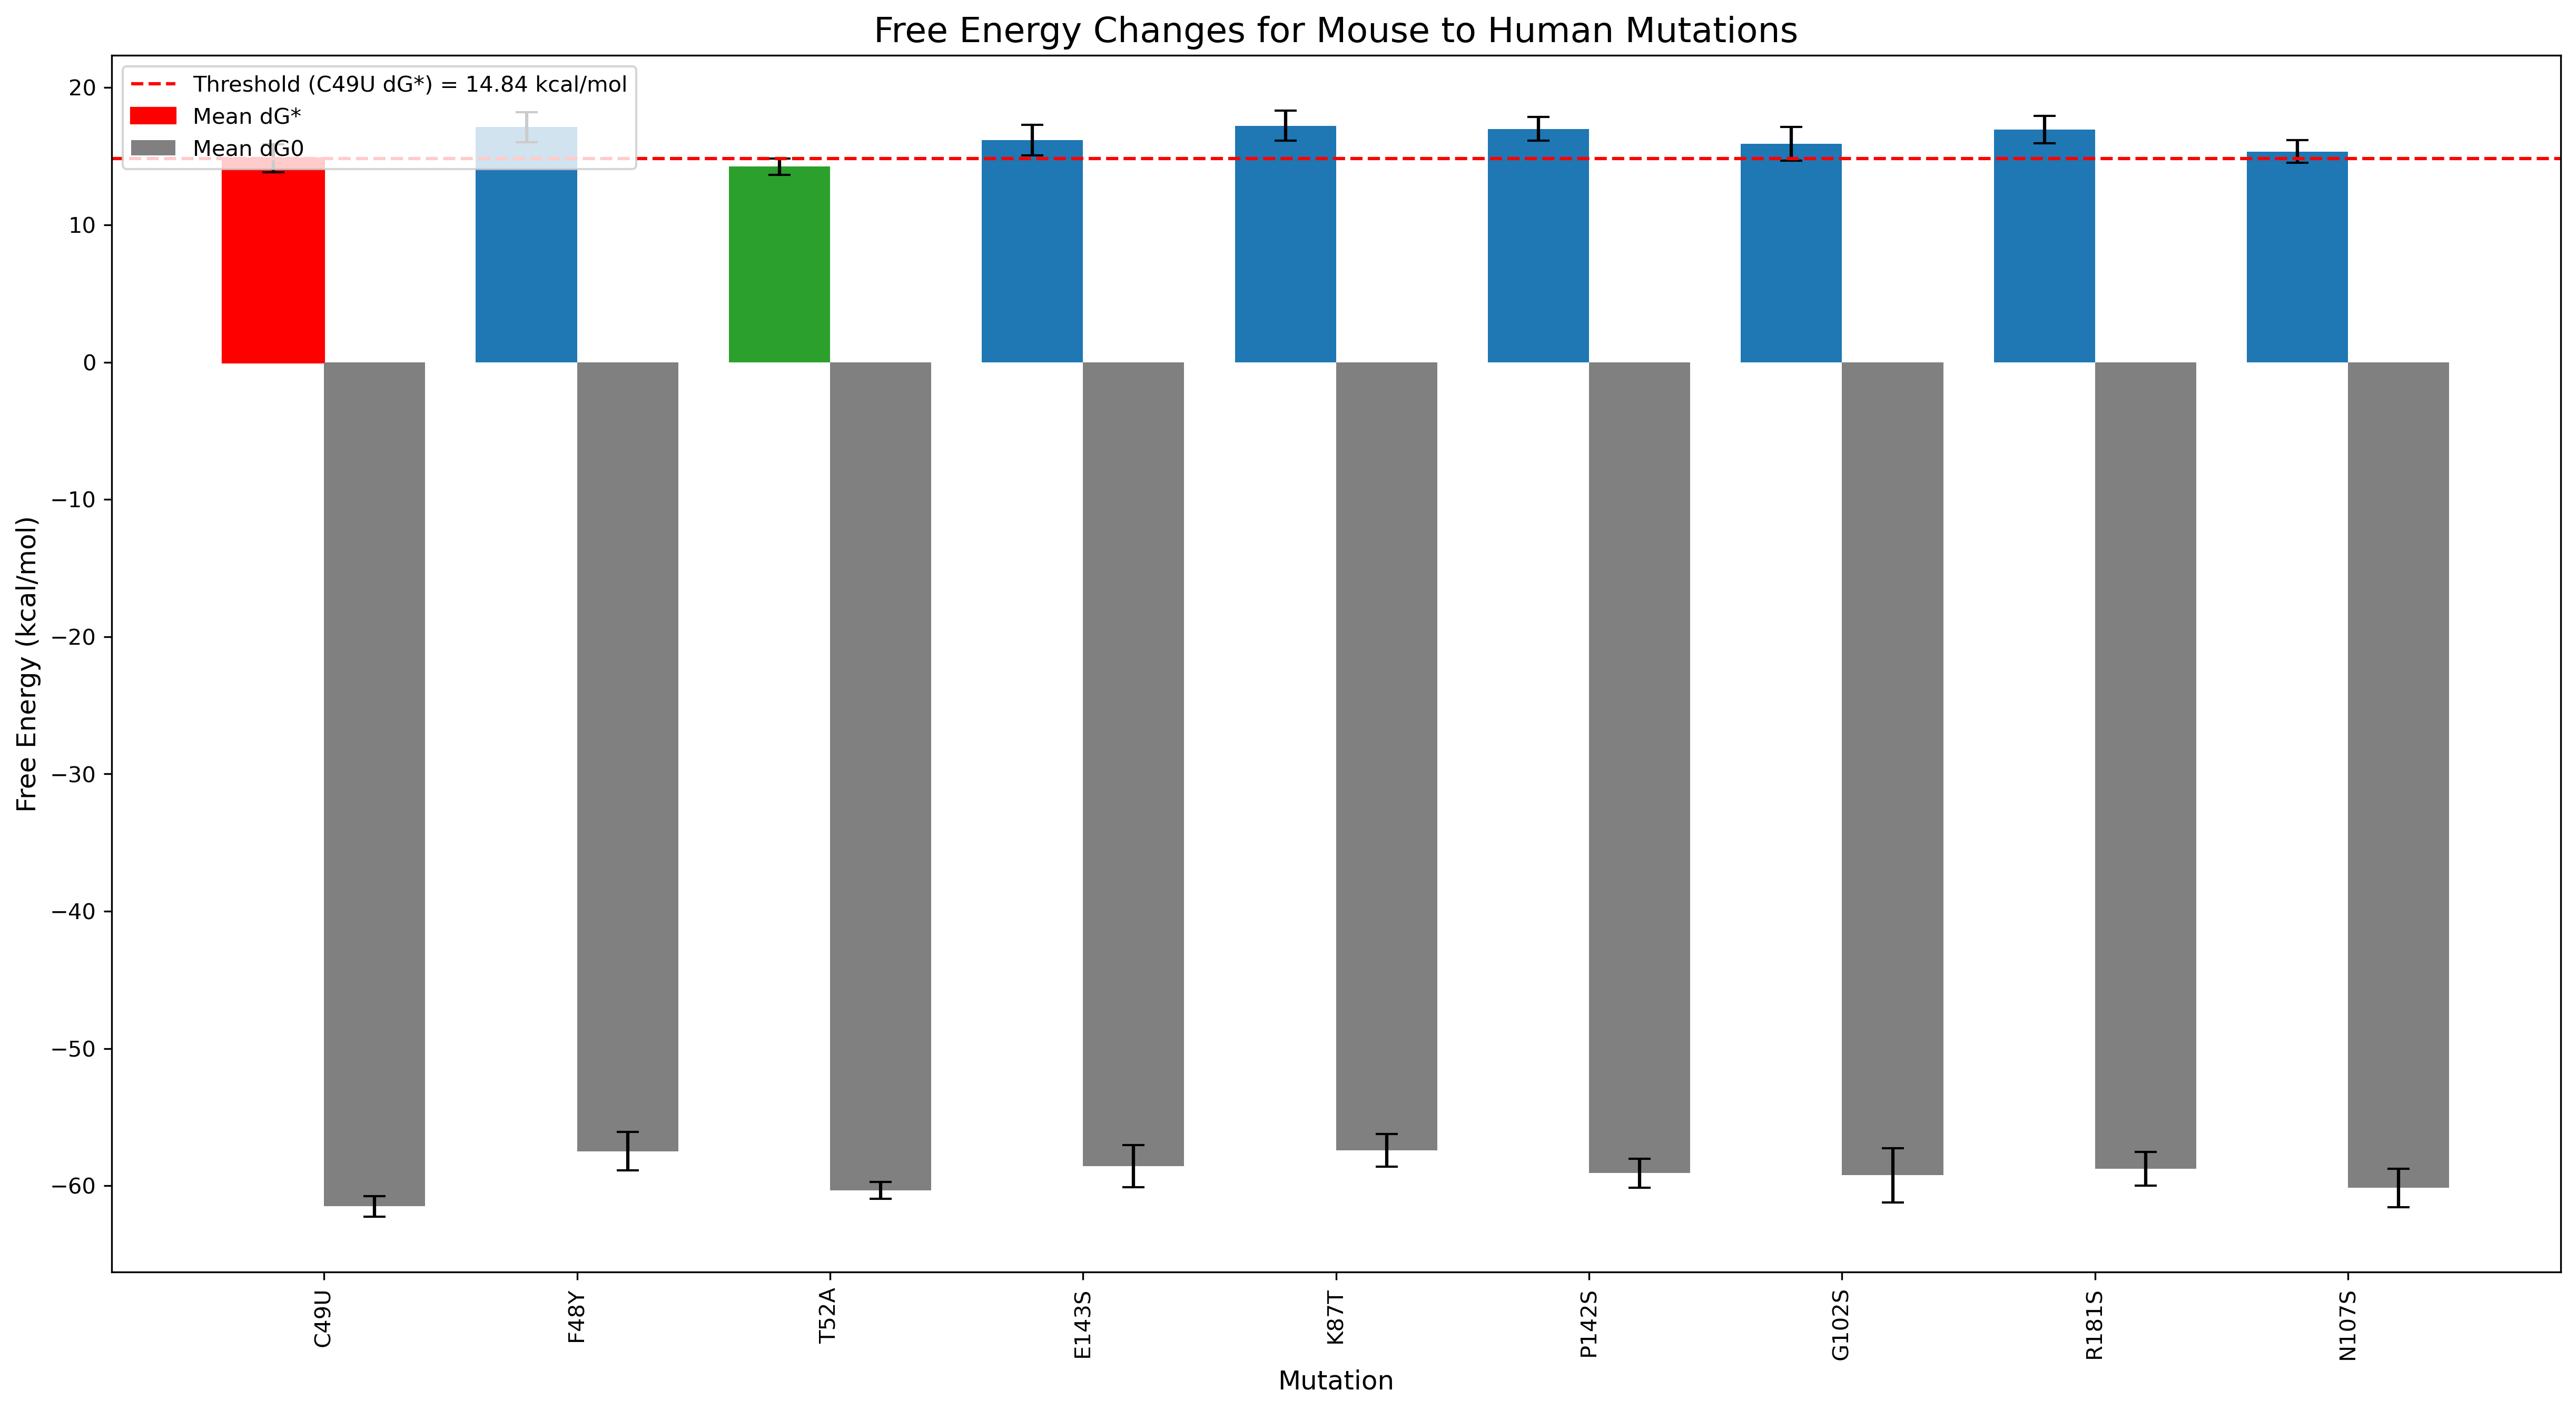 Free Energy Changes for Mouse to Human Mutations
Threshold (C49U dG*) = 14.84 kcal/mol
Mean dG*
Mean dG0
20
10
0
−10
−20
−30
−40
−50
−60
Free Energy (kcal/mol)
C49U
F48Y
T52A
E143S
K87T
P142S
G102S
R181S
N107S
Mutation